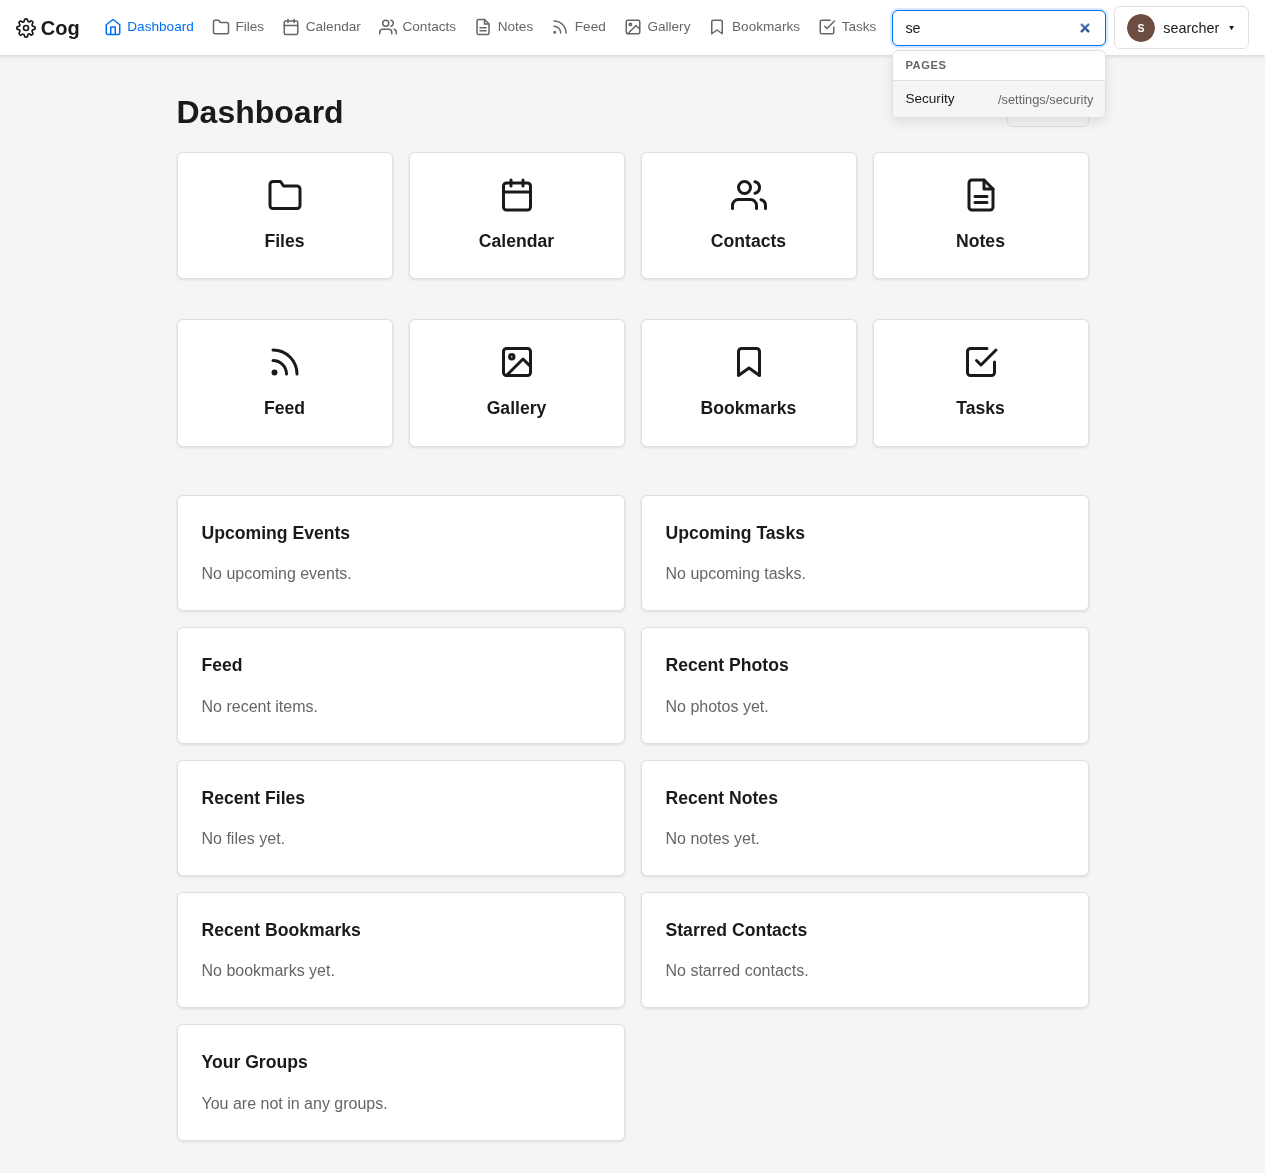 Cog
Dashboard
Files
Calendar
Contacts
Notes
Feed
Gallery
Bookmarks
Tasks
se
S
searcher
PAGES
Security /settings/security
Dashboard
Files
Calendar
Contacts
Notes
Feed
Gallery
Bookmarks
Tasks
Upcoming Events
No upcoming events.
Upcoming Tasks
No upcoming tasks.
Feed
No recent items.
Recent Photos
No photos yet.
Recent Files
No files yet.
Recent Notes
No notes yet.
Recent Bookmarks
No bookmarks yet.
Starred Contacts
No starred contacts.
Your Groups
You are not in any groups.